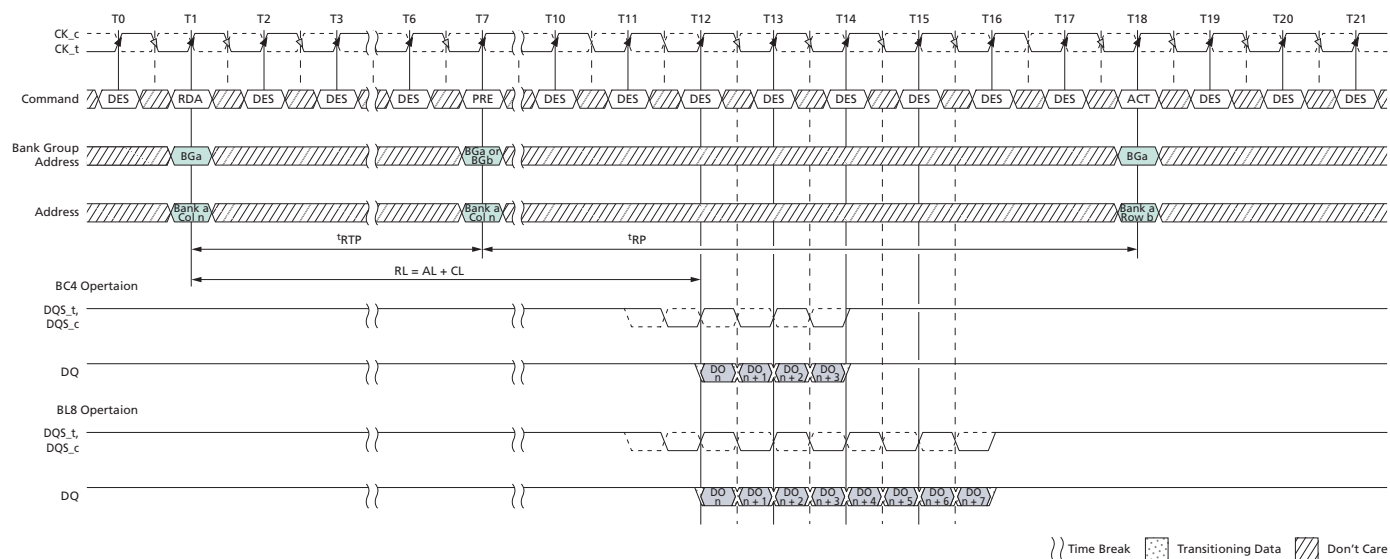 T0 T1 T2 T3 T6 T7 T10 T11 T12 T13 T14 T15 T16 T17 T18 T19 T20 T21
CK_c
CK_t
Command DES RDA DES DES DES PRE DES DES DES DES DES DES DES DES ACT DES DES DES
Bank Group
Address
BGa
BGa or
BGb
BGa
Address
Bank a
Col n
Bank a
Col n
Bank a
Row b
tRTP tRP
RL = AL + CL
BC4 Opertaion
DQS_t,
DQS_c
DQ
DO
n
DO
n + 1
DO
n + 2
DO
n + 3
BL8 Opertaion
DQS_t,
DQS_c
DQ
DO
n
DO
n + 1
DO
n + 2
DO
n + 3
DO
n + 4
DO
n + 5
DO
n + 6
DO
n + 7
Time Break Transitioning Data Don't Care